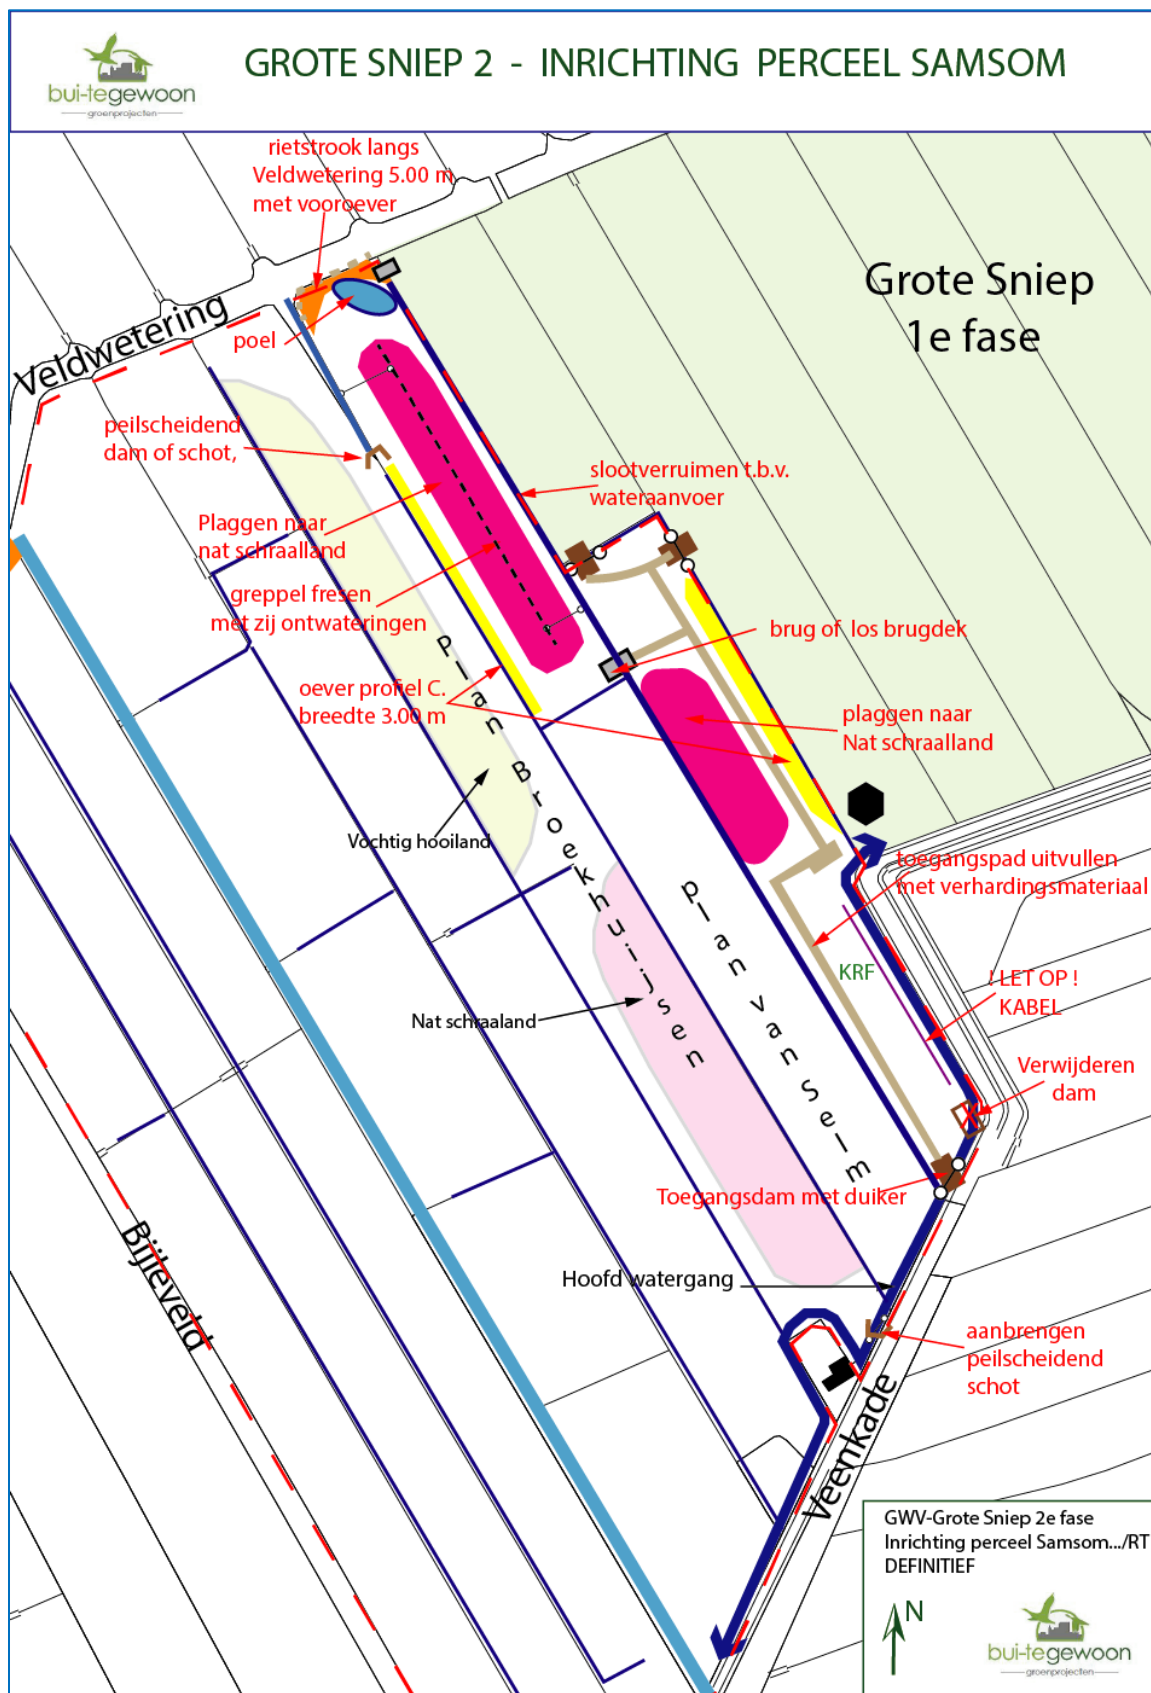 bui-tegewoon
groenprojecten
GROTE SNIEP 2 - INRICHTING PERCEEL SAMSOM
rietstrook langs
Veldwetering 5.00 m
met vooroever
Grote Sniep
1e fase
Veldwetering
poel
peilscheidend
dam of schot,
slootverruimen t.b.v.
wateraanvoer
Plaggen naar
nat schraalland
greppel fresen
met zij ontwateringen
brug of los brugdek
oever profiel C.
breedte 3.00 m
plaggen naar
Nat schraalland
Plan Broekhuijsen
Vochtig hooiland
plan van Selm
toegangspad uitvullen
met verhardingsmateriaal
KRF
! LET OP !
KABEL
Nat schraaland
Verwijderen
dam
Toegangsdam met duiker
Bijleveld
Hoofd watergang
aanbrengen
peilscheidend
schot
Veenkade
GWV-Grote Sniep 2e fase
Inrichting perceel Samsom.../RT
DEFINITIEF
N
bui-tegewoon
groenprojecten